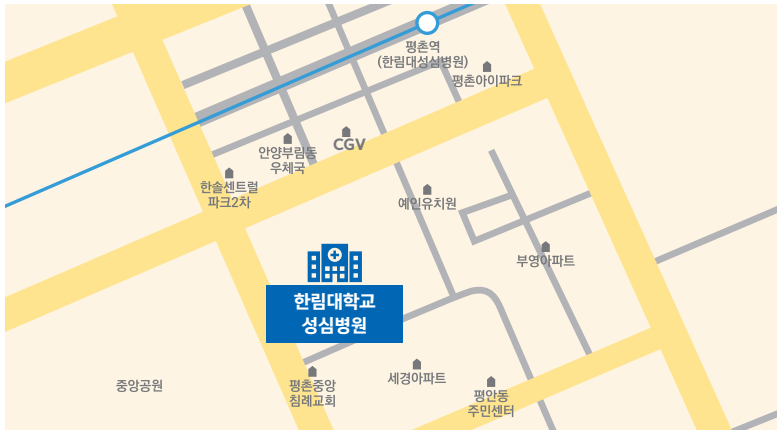 평촌역
(한림대성심병원)
평촌아이파크
CGV
안양부림동
우체국
한솔센트럴
파크2차
예인유치원
부영아파트
한림대학교
성심병원
중앙공원
평촌중앙
침례교회
세경아파트
평안동
주민센터